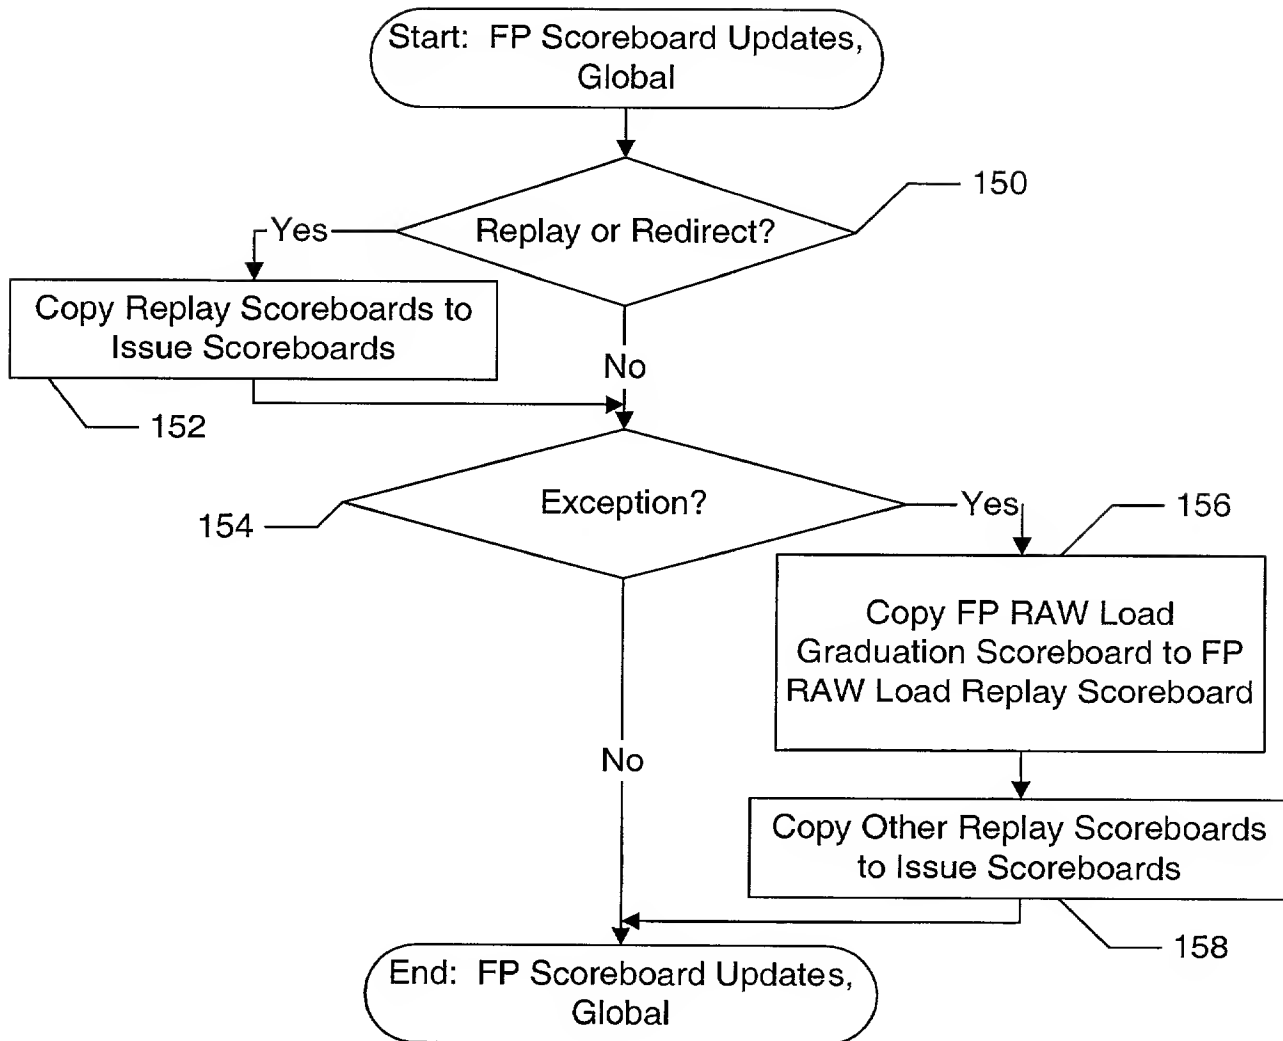 Start: FP Scoreboard Updates,
Global
150
Replay or Redirect?
Yes
Copy Replay Scoreboards to
Issue Scoreboards
No
152
Exception?
154
Yes
156
Copy FP RAW Load
Graduation Scoreboard to FP
RAW Load Replay Scoreboard
No
Copy Other Replay Scoreboards
to Issue Scoreboards
158
End: FP Scoreboard Updates,
Global